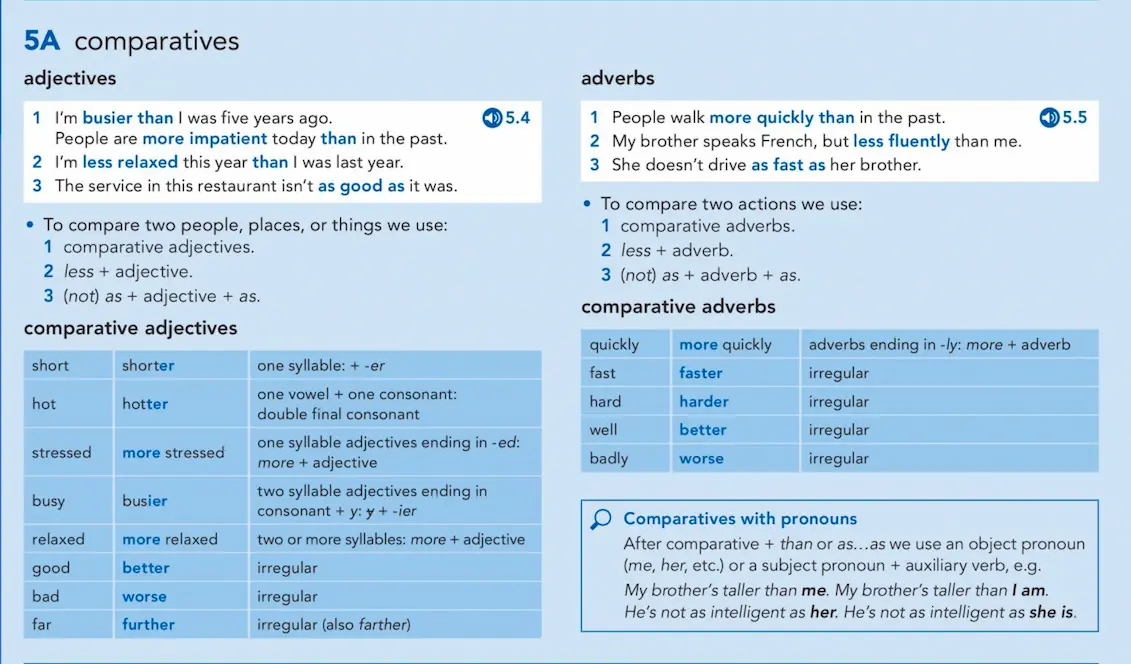 5A comparatives
adjectives
1 I'm busier than I was five years ago.
People are more impatient today than in the past.
2 I'm less relaxed this year than I was last year.
3 The service in this restaurant isn't as good as it was.
5.4
• To compare two people, places, or things we use:
1 comparative adjectives.
2 less + adjective.
3 (not) as + adjective + as.
comparative adjectives
short shorter one syllable: + -er
hot hotter one vowel + one consonant:
double final consonant
stressed more stressed one syllable adjectives ending in -ed:
more + adjective
busy busier two syllable adjectives ending in
consonant + y: y + -ier
relaxed more relaxed two or more syllables: more + adjective
good better irregular
bad worse irregular
far further irregular (also farther)
adverbs
1 People walk more quickly than in the past.
2 My brother speaks French, but less fluently than me.
3 She doesn't drive as fast as her brother.
5.5
• To compare two actions we use:
1 comparative adverbs.
2 less + adverb.
3 (not) as + adverb + as.
comparative adverbs
quickly more quickly adverbs ending in -ly: more + adverb
fast faster irregular
hard harder irregular
well better irregular
badly worse irregular
Comparatives with pronouns
After comparative + than or as…as we use an object pronoun
(me, her, etc.) or a subject pronoun + auxiliary verb, e.g.
My brother's taller than me. My brother's taller than I am.
He's not as intelligent as her. He's not as intelligent as she is.